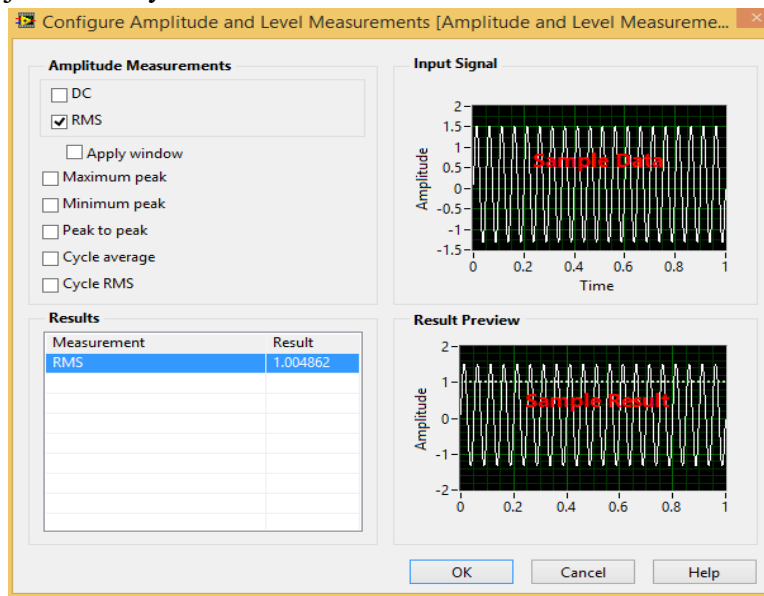 Configure Amplitude and Level Measurements [Amplitude and Level Measureme...
Amplitude Measurements
DC
RMS
Apply window
Maximum peak
Minimum peak
Peak to peak
Cycle average
Cycle RMS
Results
Measurement Result
RMS 1.004862
Input Signal
2
1.5
1
0.5
0
-0.5
-1
-1.5
Amplitude
Sample Data
0 0.2 0.4 0.6 0.8 1
Time
Result Preview
2
1
0
-1
-2
Amplitude
Sample Result
0 0.2 0.4 0.6 0.8 1
OK Cancel Help